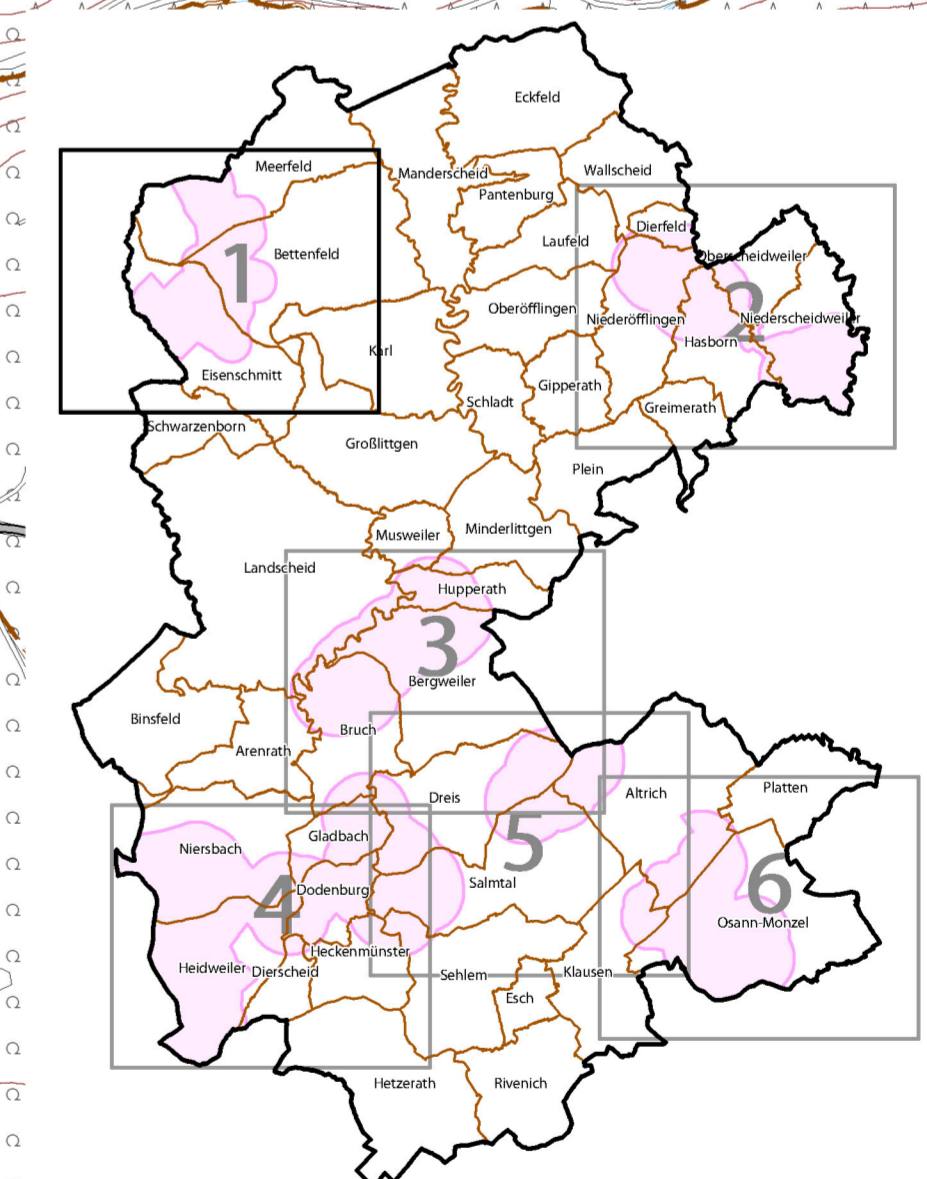 Eckfeld
Meerfeld
Manderscheid
Wallscheid
Pantenburg
Dierfeld
Laufeld
Bettenfeld
Oberscheidweiler
1
Oberöfflingen
Niederöfflingen
2
Niederscheidweiler
Hasborn
Karl
Eisenschmitt
Gipperath
Schladt
Greimerath
Schwarzenborn
Großlittgen
Plein
Musweiler
Minderlittgen
Landscheid
Hupperath
3
Bergweiler
Binsfeld
Bruch
Arenrath
Dreis
Altrich
Platten
Gladbach
Niersbach
5
Salmtal
6
Dodenburg
4
Osann-Monzel
Heckenmünster
Heidweiler
Dierscheid
Sehlem
Klausen
Esch
Hetzerath
Rivenich